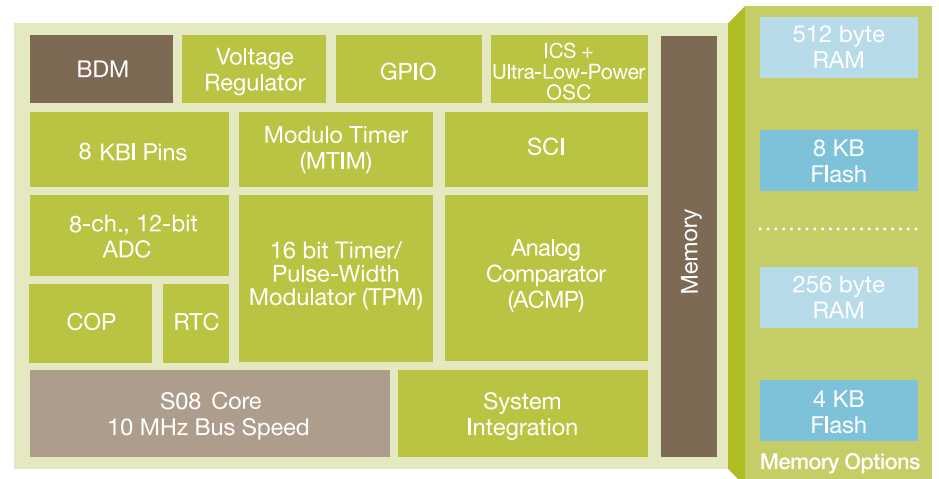 BDM
Voltage
Regulator
GPIO
ICS +
Ultra-Low-Power
OSC
8 KBI Pins
Modulo Timer
(MTIM)
SCI
8-ch., 12-bit
ADC
16 bit Timer/
Pulse-Width
Modulator (TPM)
Analog
Comparator
(ACMP)
COP
RTC
S08 Core
10 MHz Bus Speed
System
Integration
Memory
512 byte
RAM
8 KB
Flash
256 byte
RAM
4 KB
Flash
Memory Options